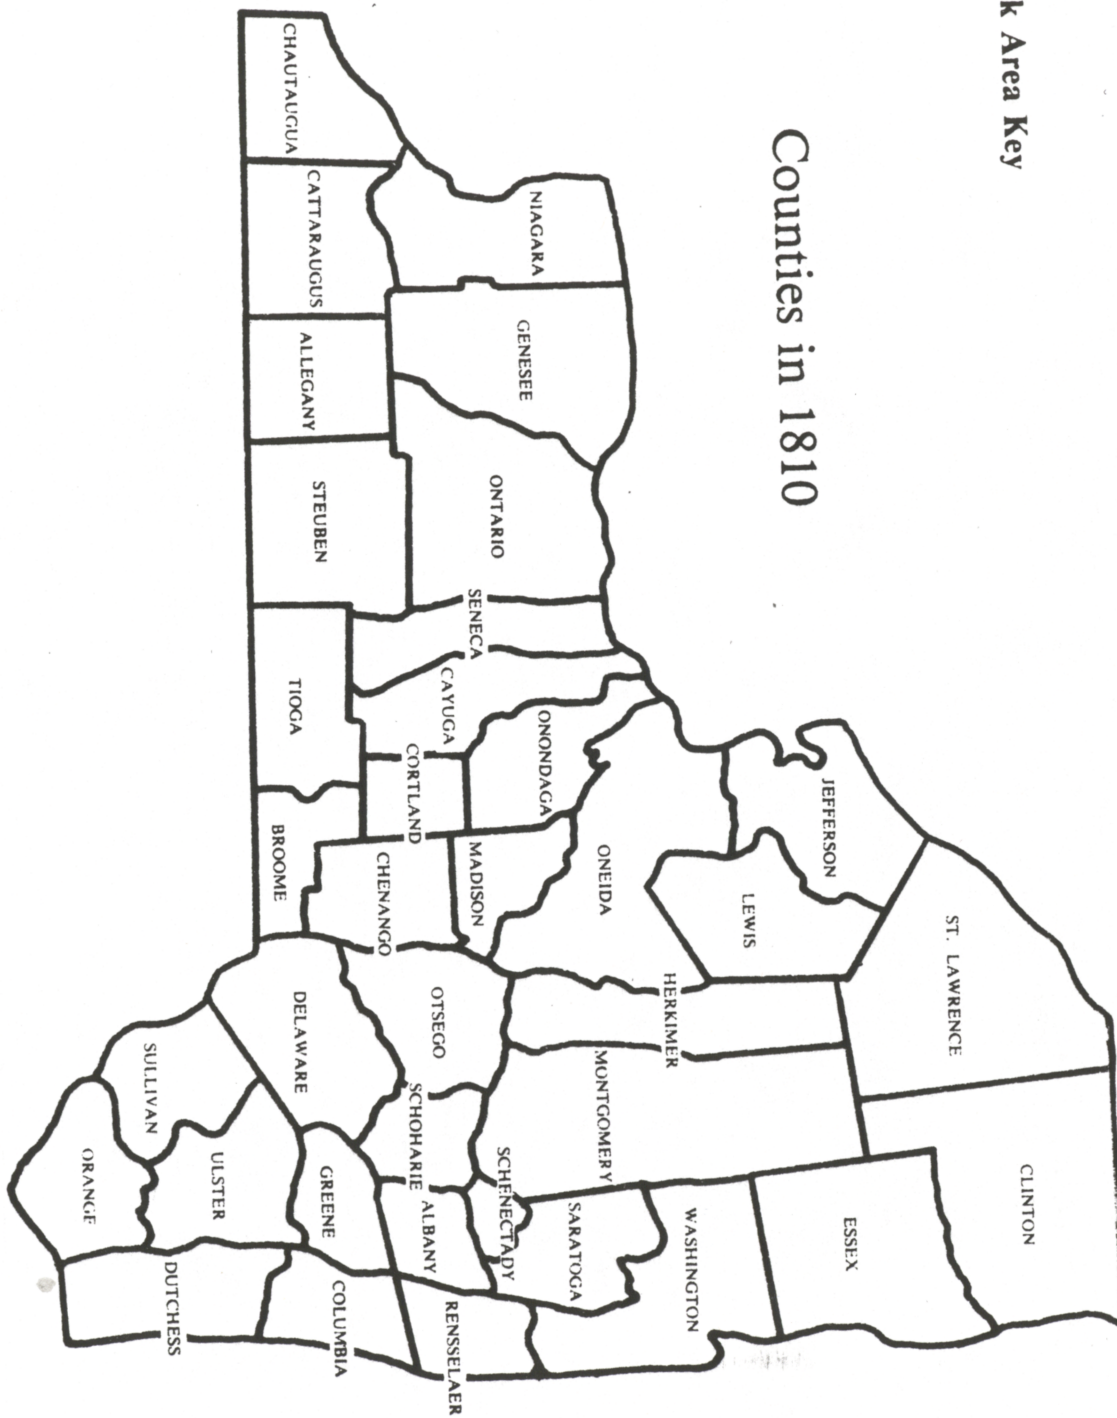 k Area Key
Counties in 1810
CLINTON
ST. LAWRENCE
JEFFERSON
LEWIS
ESSEX
HERKIMER
WASHINGTON
ONEIDA
MONTGOMERY
SARATOGA
NIAGARA
GENESEE
ONTARIO
SENECA
CAYUGA
ONONDAGA
MADISON
CORTLAND
CHENANGO
OTSEGO
SCHOHARIE
SCHENECTADY
ALBANY
RENSSELAER
CHAUTAUGUA
CATTARAUGUS
ALLEGANY
STEUBEN
TIOGA
BROOME
DELAWARE
GREENE
COLUMBIA
ULSTER
SULLIVAN
DUTCHESS
ORANGE